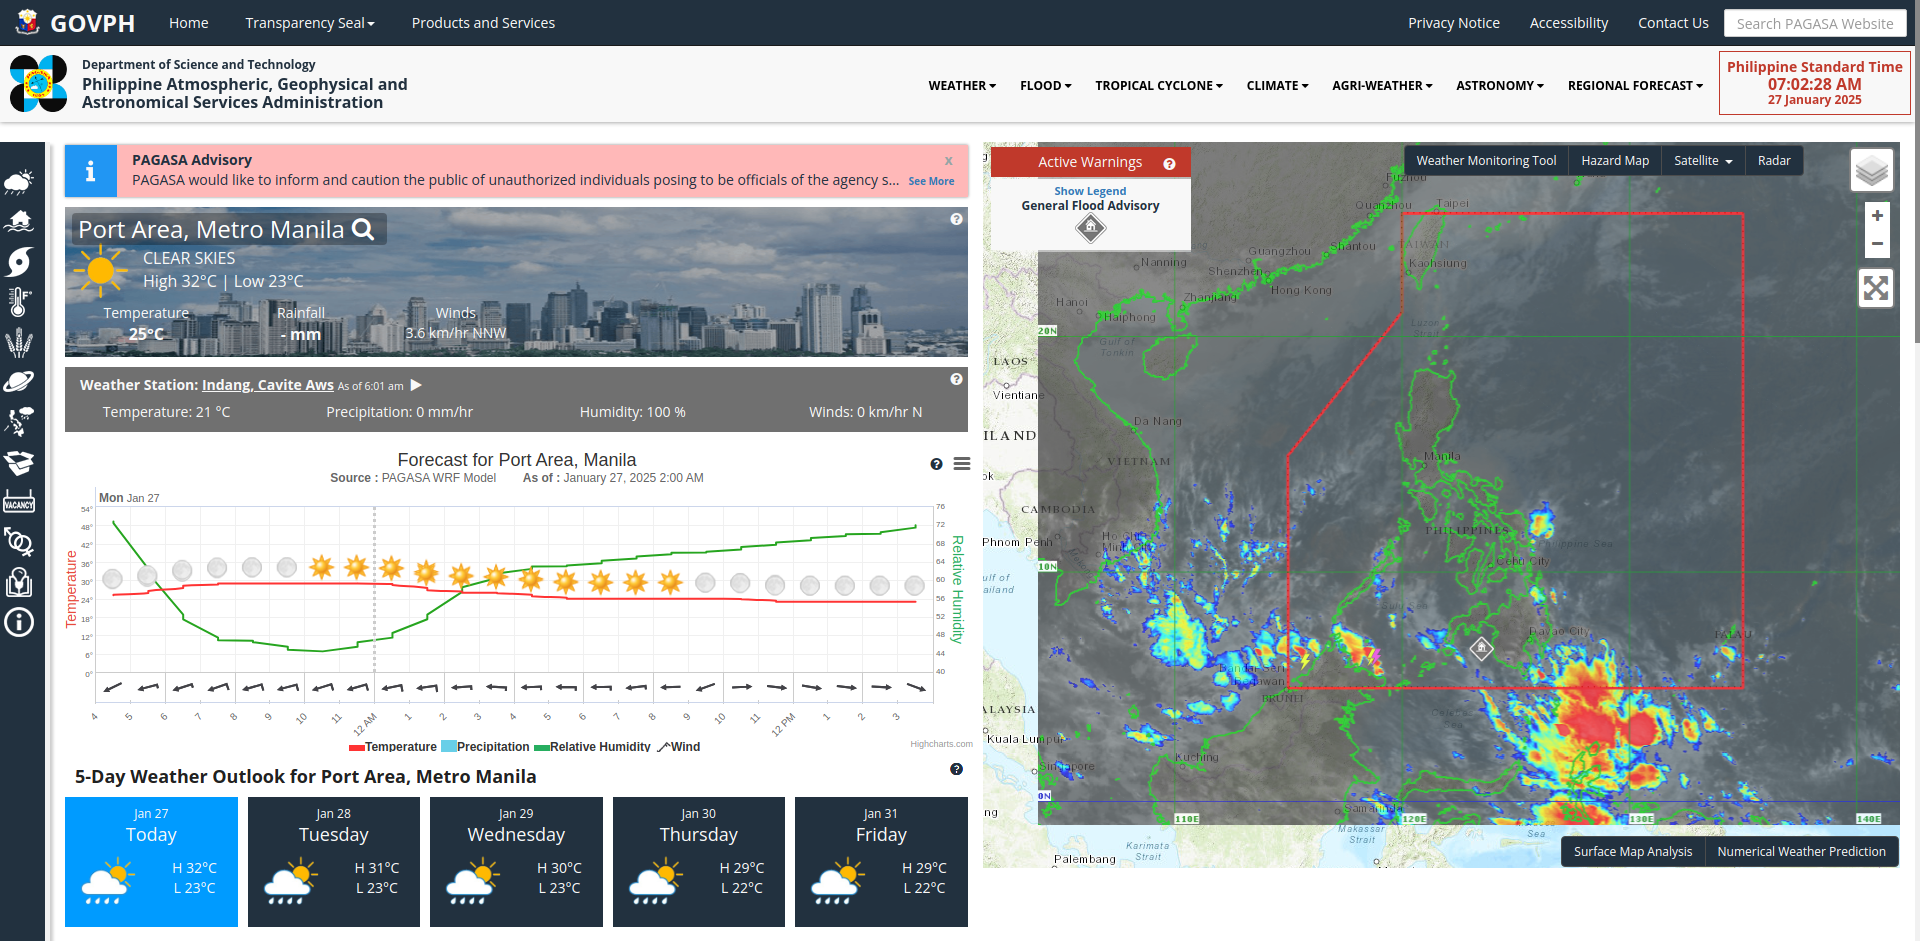 GOVPH
Home
Transparency Seal
Products and Services
Privacy Notice
Accessibility
Contact Us
Search PAGASA Website
Department of Science and Technology
Philippine Atmospheric, Geophysical and
Astronomical Services Administration
WEATHER
FLOOD
TROPICAL CYCLONE
CLIMATE
AGRI-WEATHER
ASTRONOMY
REGIONAL FORECAST
Philippine Standard Time
07:02:28 AM
27 January 2025
VACANCY
PAGASA Advisory
x
PAGASA would like to inform and caution the public of unauthorized individuals posing to be officials of the agency s... See More
Port Area, Metro Manila
CLEAR SKIES
High 32°C | Low 23°C
Temperature
Rainfall
Winds
25°C
- mm
3.6 km/hr NNW
Weather Station: Indang, Cavite Aws As of 6:01 am
Temperature: 21 °C
Precipitation: 0 mm/hr
Humidity: 100 %
Winds: 0 km/hr N
Forecast for Port Area, Manila
Source : PAGASA WRF Model As of : January 27, 2025 2:00 AM
Mon Jan 27
Temperature
54°
48°
42°
36°
30°
24°
18°
12°
6°
0°
76
72
68
64
60
56
52
48
44
40
Relative Humidity
4 5 6 7 8 9 10 11 12 AM 1 2 3 4 5 6 7 8 9 10 11 12 PM 1 2 3
Temperature Precipitation Relative Humidity Wind
Highcharts.com
5-Day Weather Outlook for Port Area, Metro Manila
Jan 27
Today
H 32°C
L 23°C
Jan 28
Tuesday
H 31°C
L 23°C
Jan 29
Wednesday
H 30°C
L 23°C
Jan 30
Thursday
H 29°C
L 22°C
Jan 31
Friday
H 29°C
L 22°C
Active Warnings
Show Legend
General Flood Advisory
Weather Monitoring Tool
Hazard Map
Satellite
Radar
+
−
Fuzhou
Quanzhou
Taipei
TAIWAN
Guangzhou
Shantou
Nanning
Shenzhen
Kaohsiung
Hong Kong
Zhanjiang
Hanoi
Haiphong
Luzon
Strait
20N
Gulf of
Tonkin
LAOS
Vientiane
Da Nang
ILAND
VIETNAM
Manila
ok
CAMBODIA
PHILIPPINES
Phnom Penh
Ho Chi
Minh City
ippine Sea
Cebu City
10N
ulf of
ailand
Davao City
PALAU
Bandar Seri
Begawan
BRUNEI
ALAYSIA
Celebes
Sea
Kuala Lumpur
Kuching
Singapore
0N
ng
Samarinda
110E
120E
130E
140E
Makassar
Strait
Sea
Karimata
Strait
Palembang
Surface Map Analysis
Numerical Weather Prediction